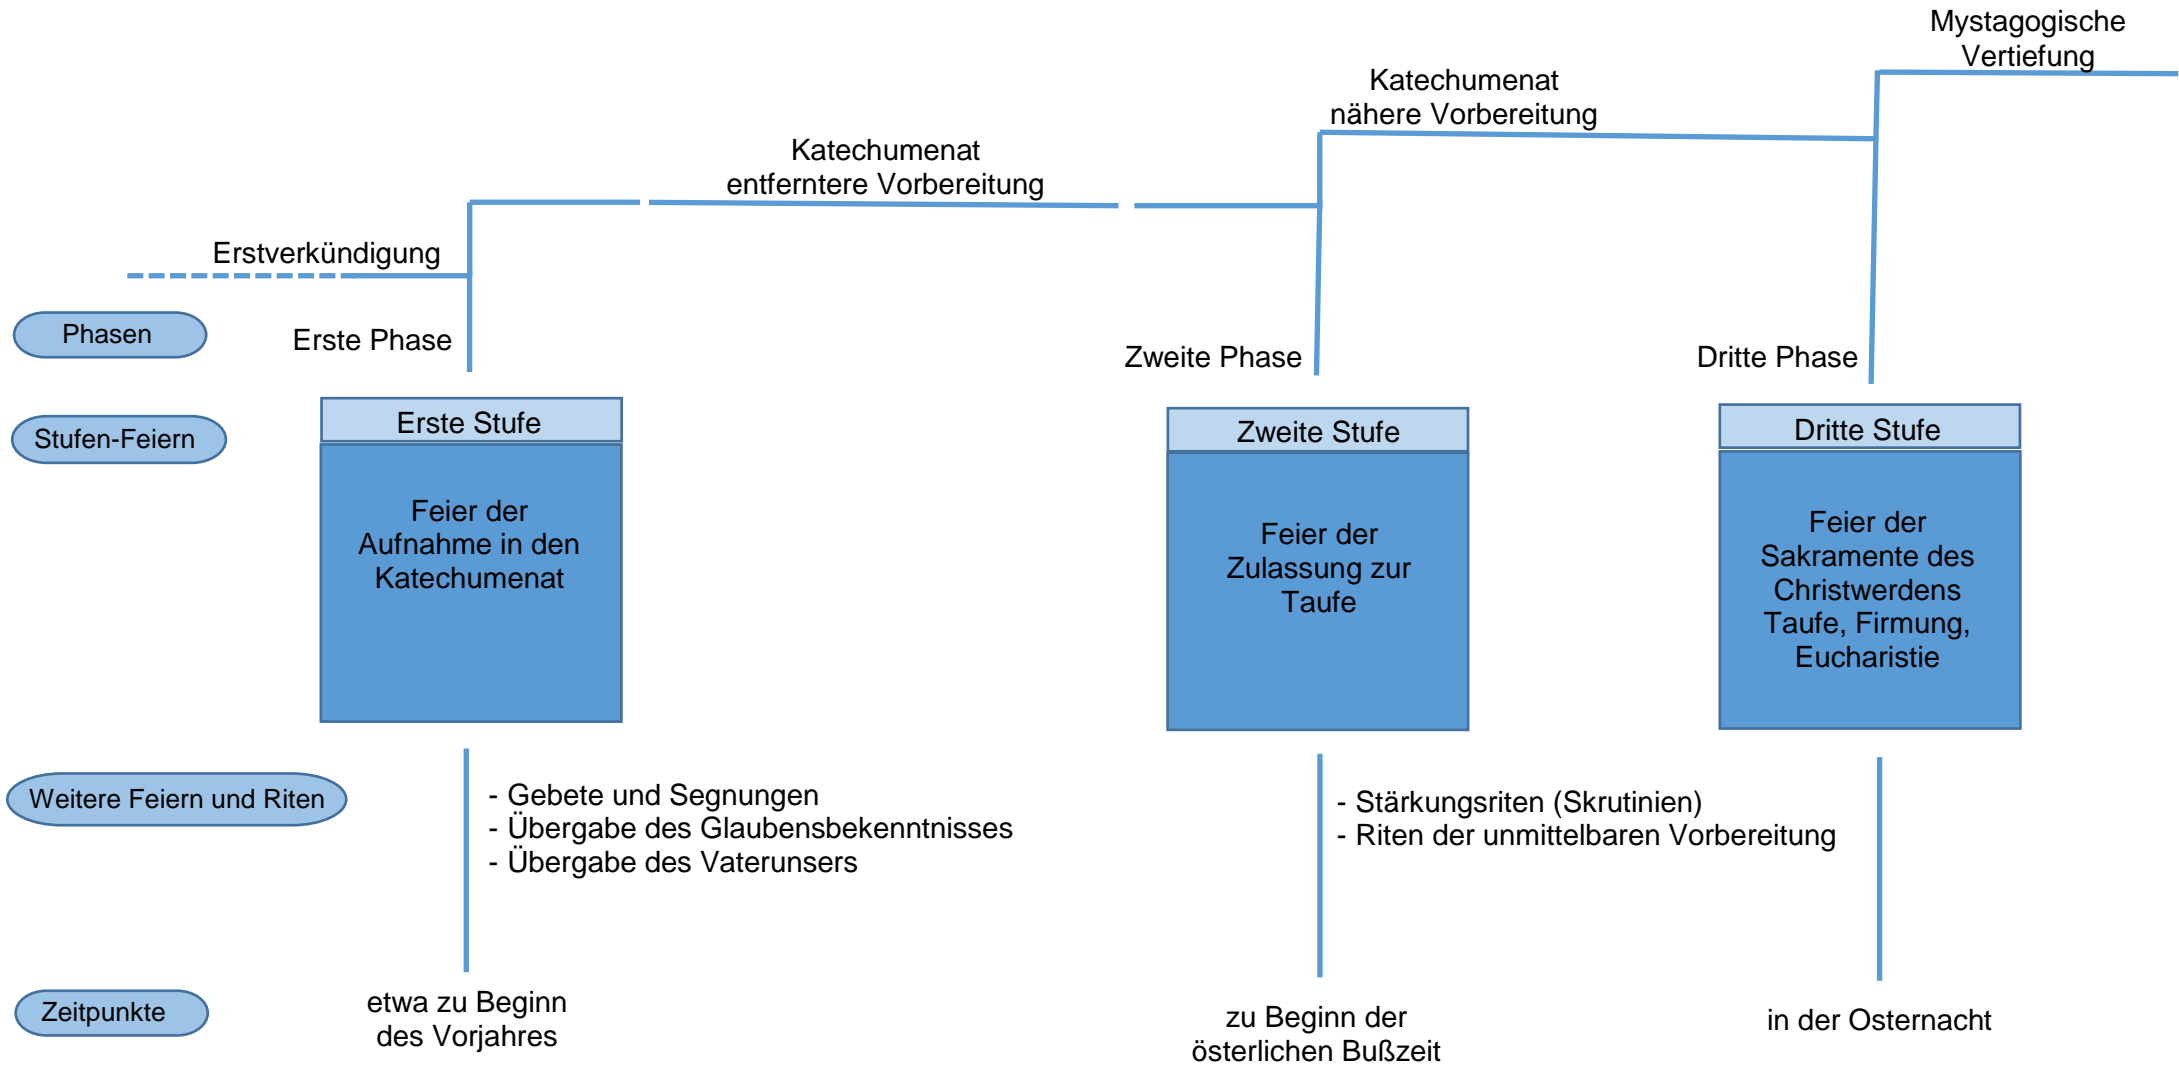 Mystagogische
Vertiefung
Katechumenat
nähere Vorbereitung
Katechumenat
entferntere Vorbereitung
Erstverkündigung
Phasen
Erste Phase
Zweite Phase
Dritte Phase
Stufen-Feiern
Erste Stufe
Feier der
Aufnahme in den
Katechumenat
Zweite Stufe
Feier der
Zulassung zur
Taufe
Dritte Stufe
Feier der
Sakramente des
Christwerdens
Taufe, Firmung,
Eucharistie
Weitere Feiern und Riten
- Gebete und Segnungen
- Übergabe des Glaubensbekenntnisses
- Übergabe des Vaterunsers
- Stärkungsriten (Skrutinien)
- Riten der unmittelbaren Vorbereitung
Zeitpunkte
etwa zu Beginn
des Vorjahres
zu Beginn der
österlichen Bußzeit
in der Osternacht